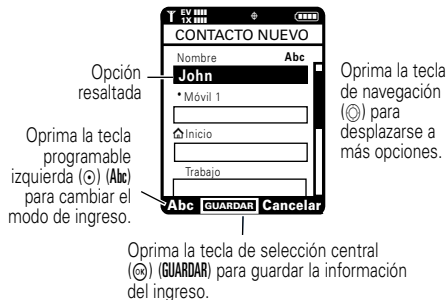 EV
1X
CONTACTO NUEVO
Nombre Abc
John
Móvil 1
Inicio
Trabajo
Abc GUARDAR Cancelar
Opción
resaltada
Oprima la tecla
programable
izquierda (⊙) (Abc)
para cambiar el
modo de ingreso.
Oprima la tecla
de navegación
(◎) para
desplazarse a
más opciones.
Oprima la tecla de selección central
(OK) (GUARDAR) para guardar la información
del ingreso.